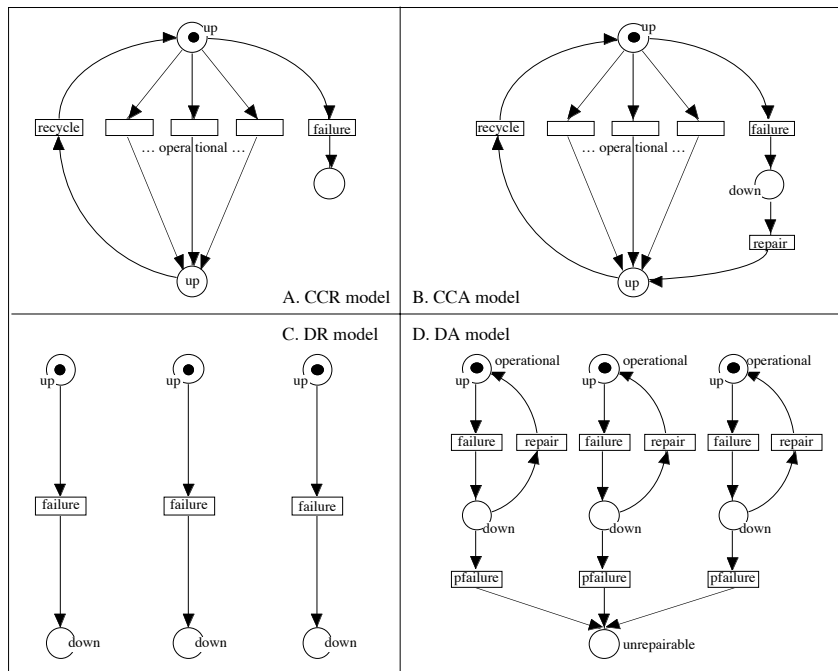 up
recycle
failure
... operational ...
up
A. CCR model
up
recycle
failure
... operational ...
down
repair
up
B. CCA model
C. DR model
up
up
up
failure
failure
failure
down
down
down
D. DA model
operational
operational
operational
up
up
up
failure
repair
failure
repair
failure
repair
down
down
down
pfailure
pfailure
pfailure
unrepairable